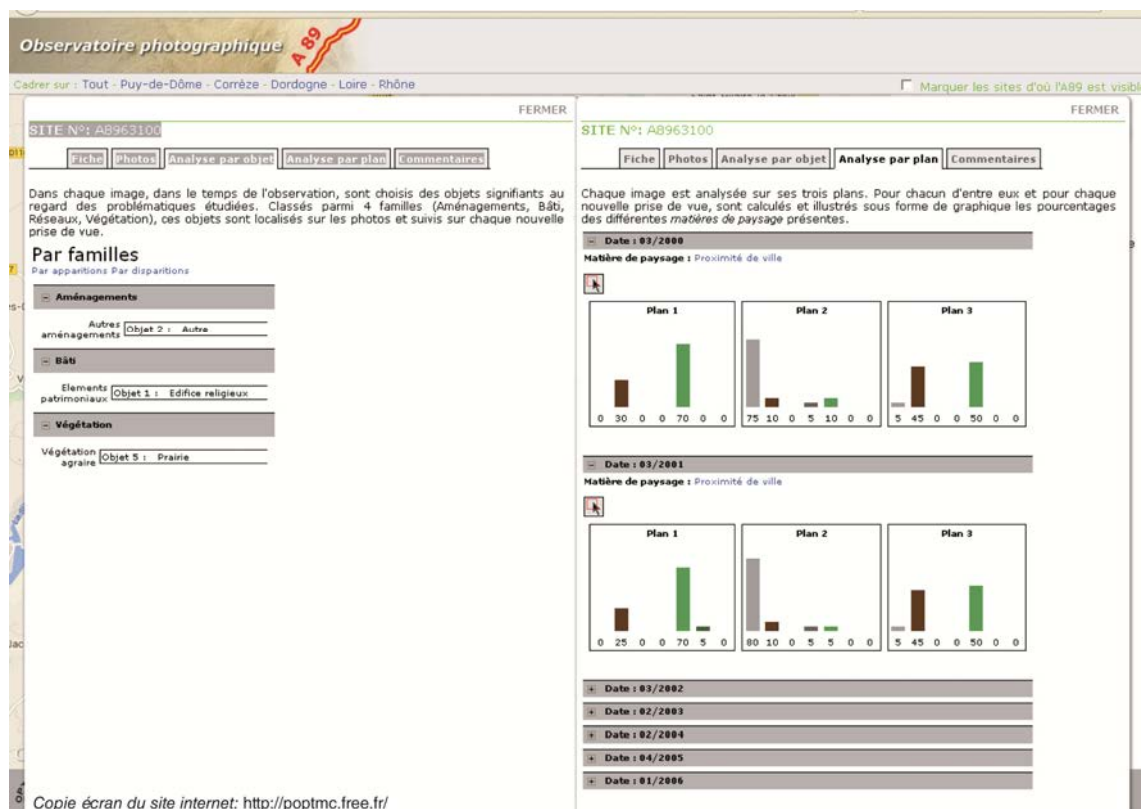 Observatoire photographique
A 89
Cadrer sur : Tout - Puy-de-Dôme - Corrèze - Dordogne - Loire - Rhône
Marquer les sites d'où l'A89 est visibl
FERMER
SITE N°: A8963100
Fiche Photos Analyse par objet Analyse par plan Commentaires
Dans chaque image, dans le temps de l'observation, sont choisis des objets signifiants au
regard des problématiques étudiées. Classés parmi 4 familles (Aménagements, Bâti,
Réseaux, Végétation), ces objets sont localisés sur les photos et suivis sur chaque nouvelle
prise de vue.
Par familles
Par apparitions Par disparitions
Aménagements
Autres
aménagements
Objet 2 : Autre
Bâti
Elements
patrimoniaux
Objet 1 : Edifice religieux
Végétation
Végétation
agraire
Objet 5 : Prairie
FERMER
SITE N°: A8963100
Fiche Photos Analyse par objet Analyse par plan Commentaires
Chaque image est analysée sur ses trois plans. Pour chacun d'entre eux et pour chaque
nouvelle prise de vue, sont calculés et illustrés sous forme de graphique les pourcentages
des différentes matières de paysage présentes.
Date : 03/2000
Matière de paysage : Proximité de ville
Plan 1 Plan 2 Plan 3
0 30 0 0 70 0 0 75 10 0 5 10 0 0 5 45 0 0 50 0 0
Date : 03/2001
Matière de paysage : Proximité de ville
Plan 1 Plan 2 Plan 3
0 25 0 0 70 5 0 80 10 0 5 5 0 0 5 45 0 0 50 0 0
Date : 03/2002
Date : 02/2003
Date : 02/2004
Date : 04/2005
Date : 01/2006
Copie écran du site internet: http://poptmc.free.fr/